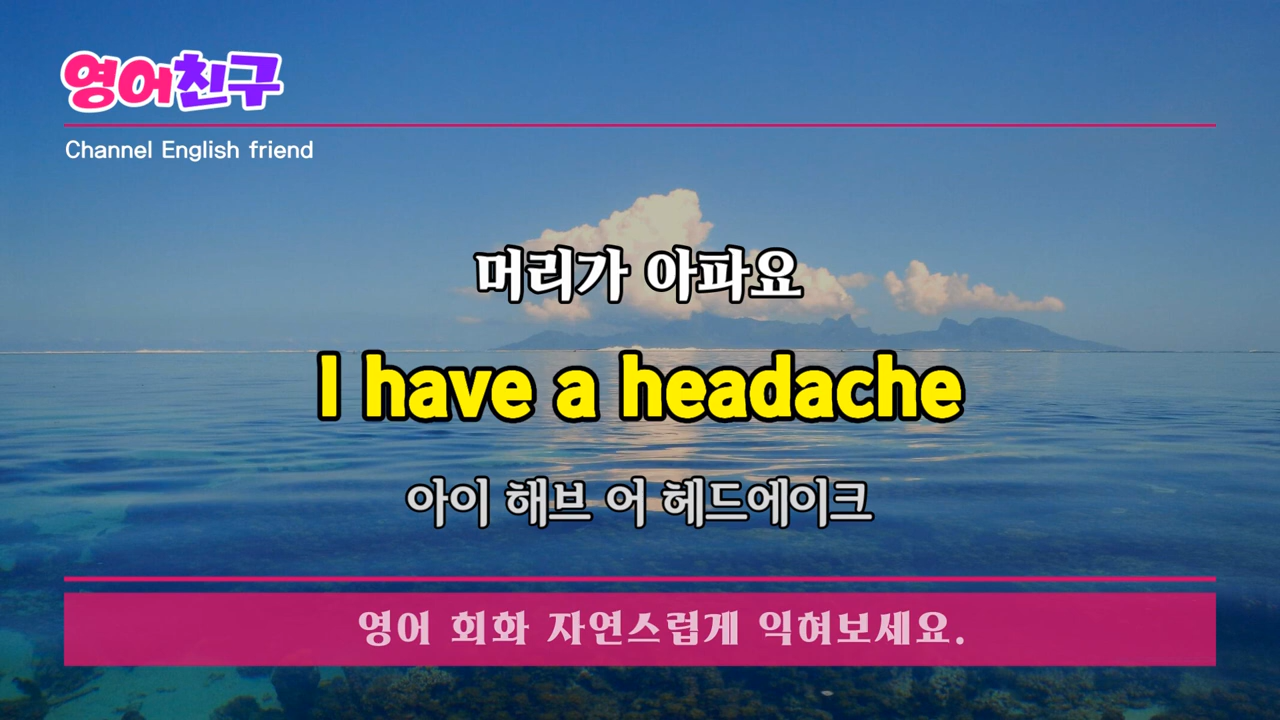 영어친구
Channel English friend
머리가 아파요
I have a headache
아이 해브 어 헤드에이크
영어 회화 자연스럽게 익혀보세요.